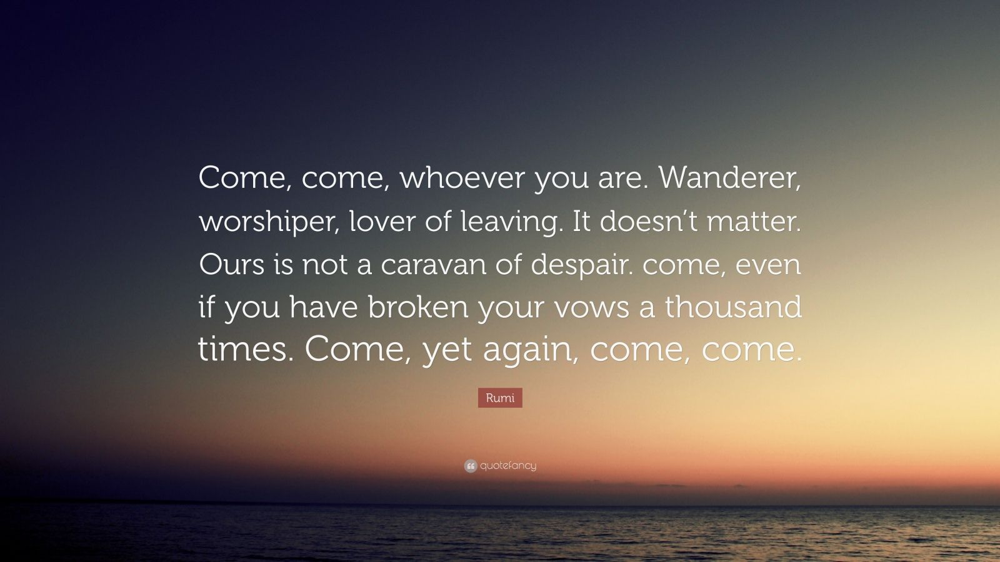 Come, come, whoever you are. Wanderer,
worshiper, lover of leaving. It doesn’t matter.
Ours is not a caravan of despair. come, even
if you have broken your vows a thousand
times. Come, yet again, come, come.
Rumi
quotefancy